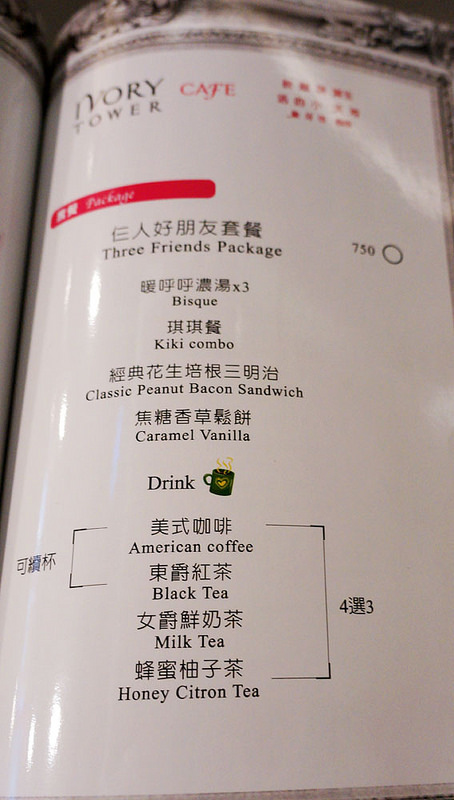 IVORY
TOWER
CAFE
套餐 Package
仨人好朋友套餐
Three Friends Package
750
暖呼呼濃湯x3
Bisque
琪琪餐
Kiki combo
經典花生培根三明治
Classic Peanut Bacon Sandwich
焦糖香草鬆餅
Caramel Vanilla
Drink
美式咖啡
American coffee
可續杯
東爵紅茶
Black Tea
4選3
女爵鮮奶茶
Milk Tea
蜂蜜柚子茶
Honey Citron Tea